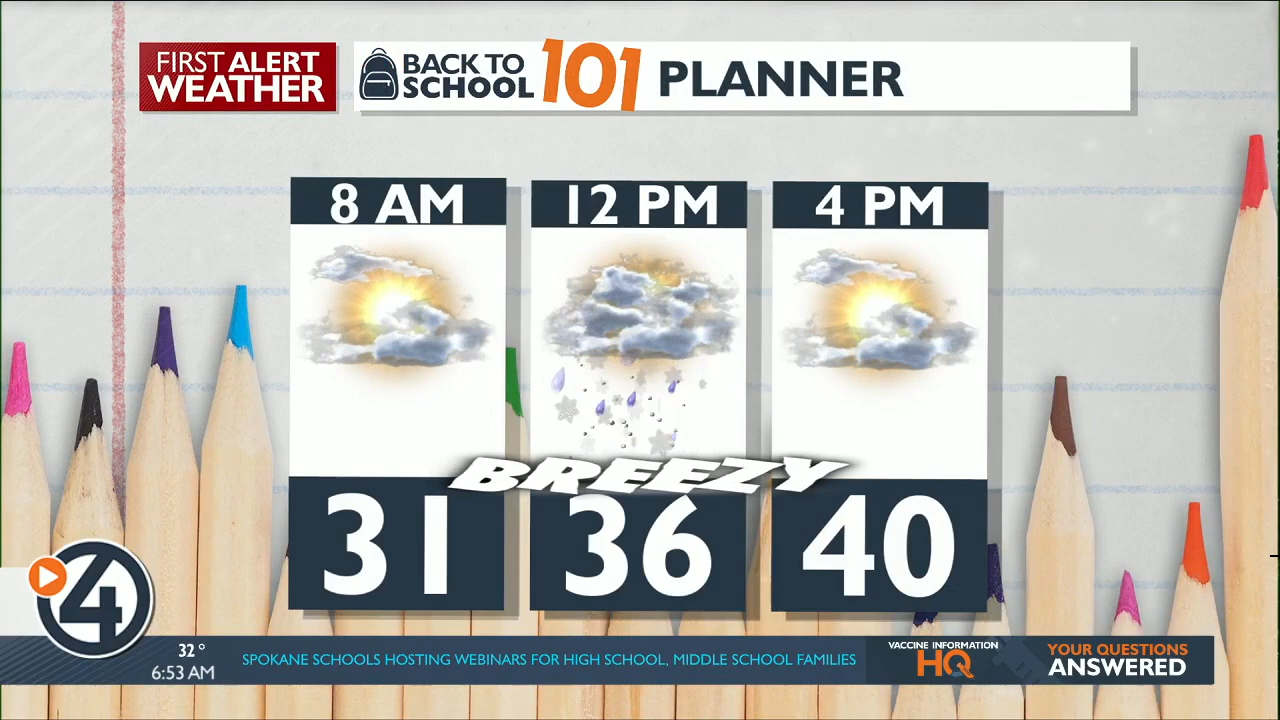 FIRST ALERT
WEATHER
BACK TO
SCHOOL
101
PLANNER
8 AM
12 PM
4 PM
BREEZY
31
36
40
4
32 °
6:53 AM
SPOKANE SCHOOLS HOSTING WEBINARS FOR HIGH SCHOOL, MIDDLE SCHOOL FAMILIES
VACCINE INFORMATION
HQ
YOUR QUESTIONS
ANSWERED